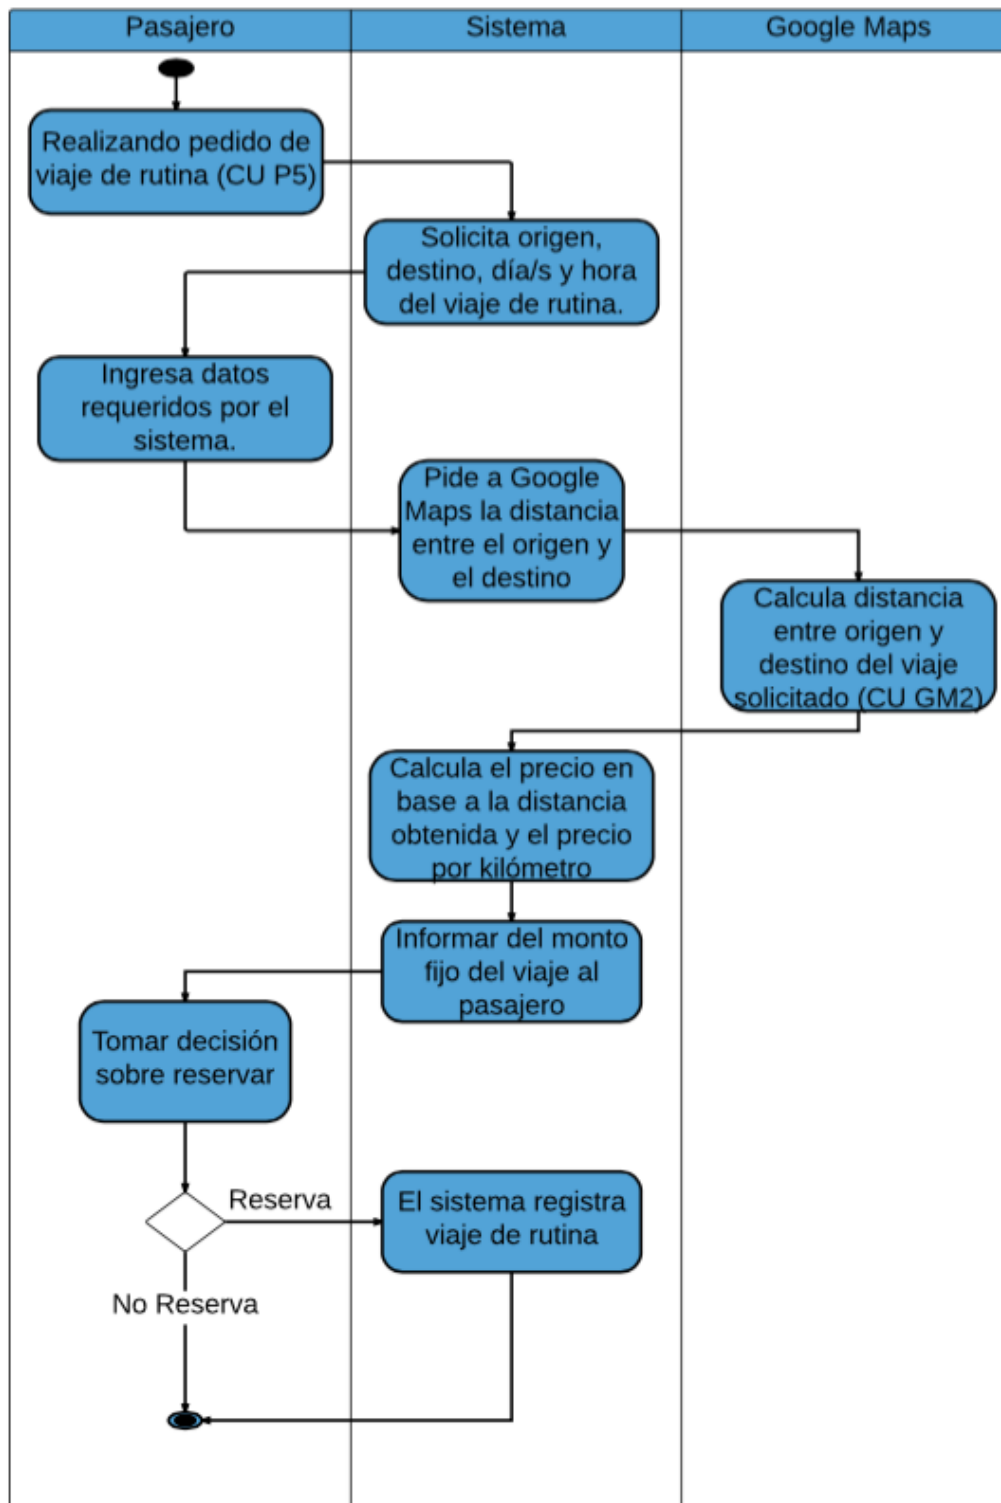 Pasajero
Sistema
Google Maps
Realizando pedido de
viaje de rutina (CU P5)
Solicita origen,
destino, día/s y hora
del viaje de rutina.
Ingresa datos
requeridos por el
sistema.
Pide a Google
Maps la distancia
entre el origen y
el destino
Calcula distancia
entre origen y
destino del viaje
solicitado (CU GM2)
Calcula el precio en
base a la distancia
obtenida y el precio
por kilómetro
Informar del monto
fijo del viaje al
pasajero
Tomar decisión
sobre reservar
Reserva
El sistema registra
viaje de rutina
No Reserva